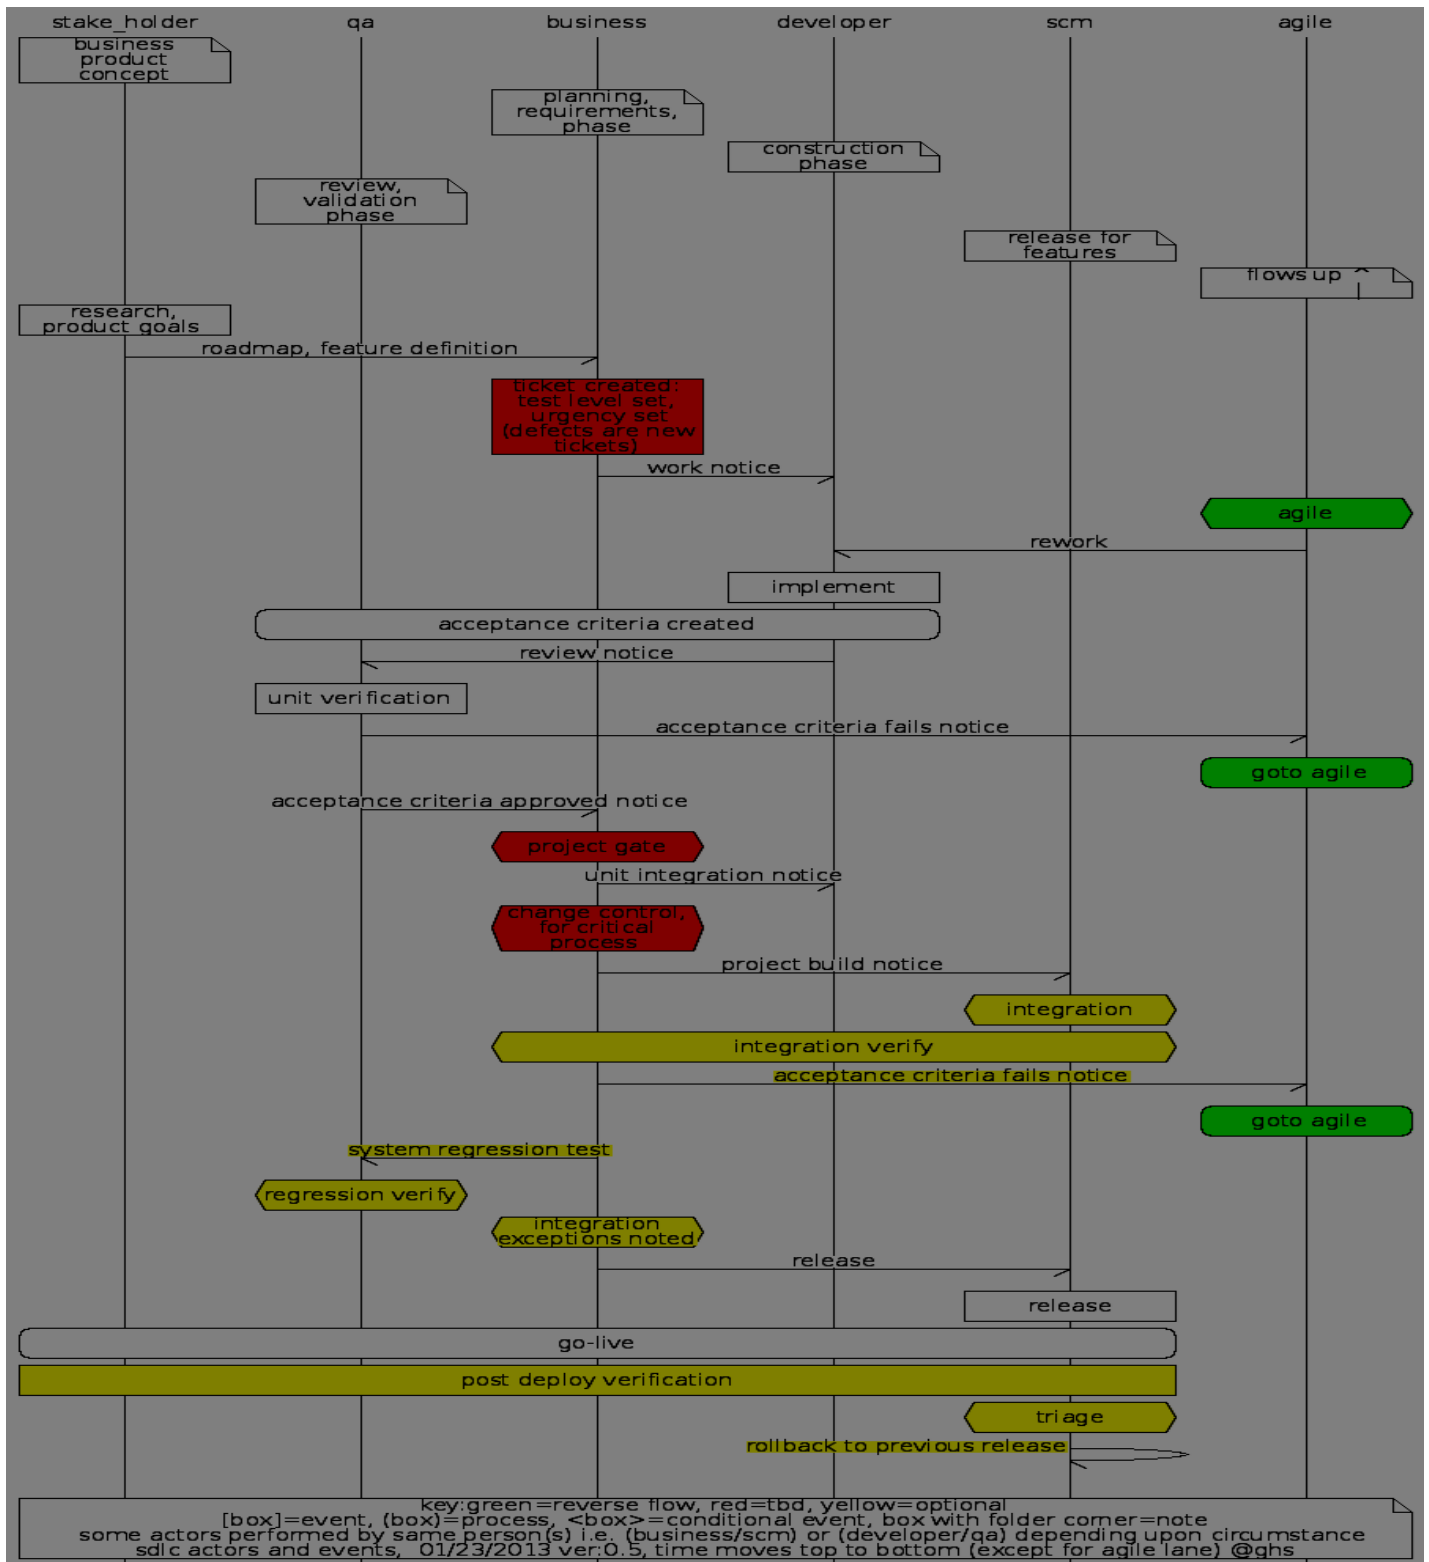 stake_holder qa business developer scm agile
business
product
concept
planning,
requirements,
phase
construction
phase
review,
validation
phase
release for
features
flows up ^
|
research,
product goals
roadmap, feature definition
ticket created:
test level set,
urgency set
(defects are new
tickets)
work notice
agile
rework
implement
acceptance criteria created
review notice
unit verification
acceptance criteria fails notice
goto agile
acceptance criteria approved notice
project gate
unit integration notice
change control,
for critical
process
project build notice
integration
integration verify
acceptance criteria fails notice
goto agile
system regression test
regression verify
integration
exceptions noted
release
release
go-live
post deploy verification
triage
rollback to previous release
key:green=reverse flow, red=tbd, yellow=optional
[box]=event, (box)=process, <box>=conditional event, box with folder corner=note
some actors performed by same person(s) i.e. (business/scm) or (developer/qa) depending upon circumstance
sdlc actors and events, 01/23/2013 ver:0.5, time moves top to bottom (except for agile lane) @ghs